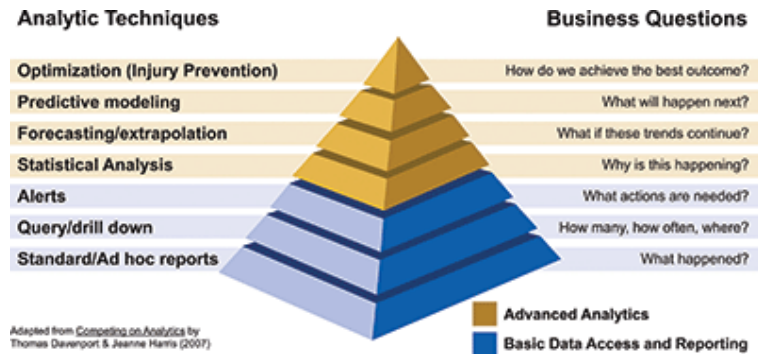 Analytic Techniques
Business Questions
Optimization (Injury Prevention)
How do we achieve the best outcome?
Predictive modeling
What will happen next?
Forecasting/extrapolation
What if these trends continue?
Statistical Analysis
Why is this happening?
Alerts
What actions are needed?
Query/drill down
How many, how often, where?
Standard/Ad hoc reports
What happened?
Advanced Analytics
Basic Data Access and Reporting
Adapted from Competing on Analytics by
Thomas Davenport & Jeanne Harris (2007)